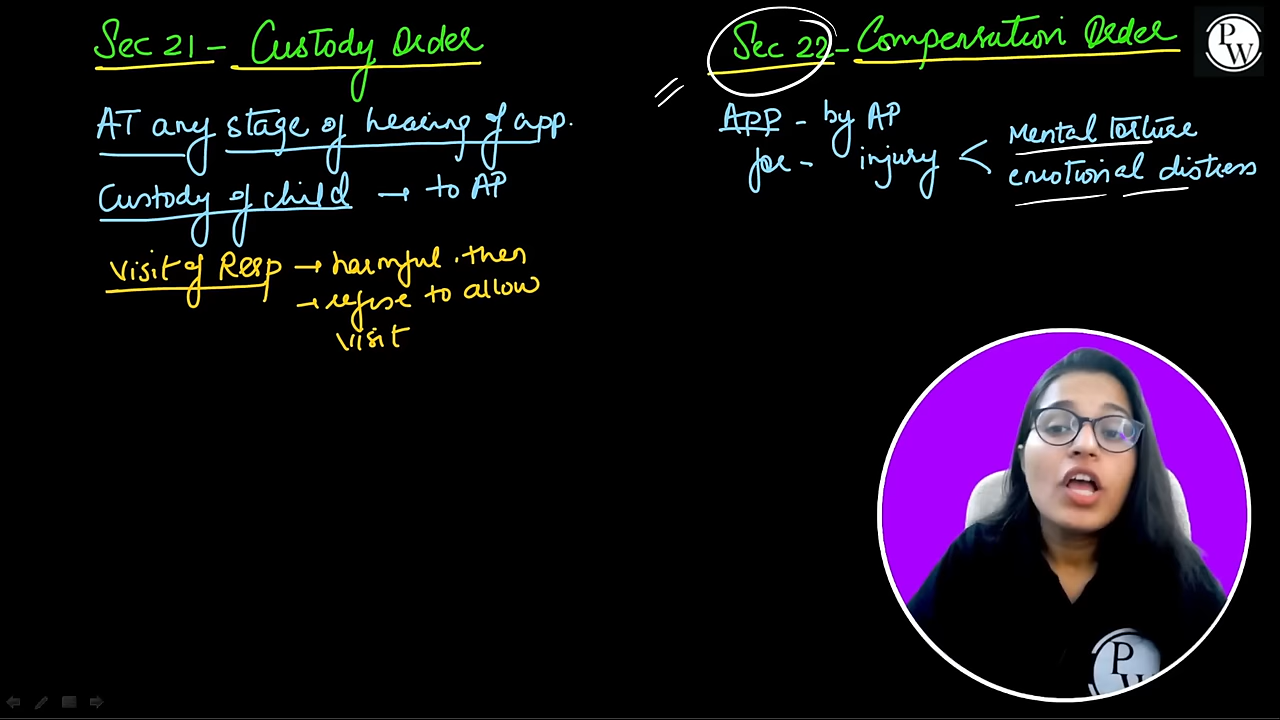 Sec 21 - Custody Order
AT any stage of hearing of app.
Custody of child → to AP
Visit of Resp → harmful . then
→ refuse to allow
visit
Sec 22 - Compensation Order
APP - by AP
for - injury <
Mental Torture
emotional distress
PW
PW